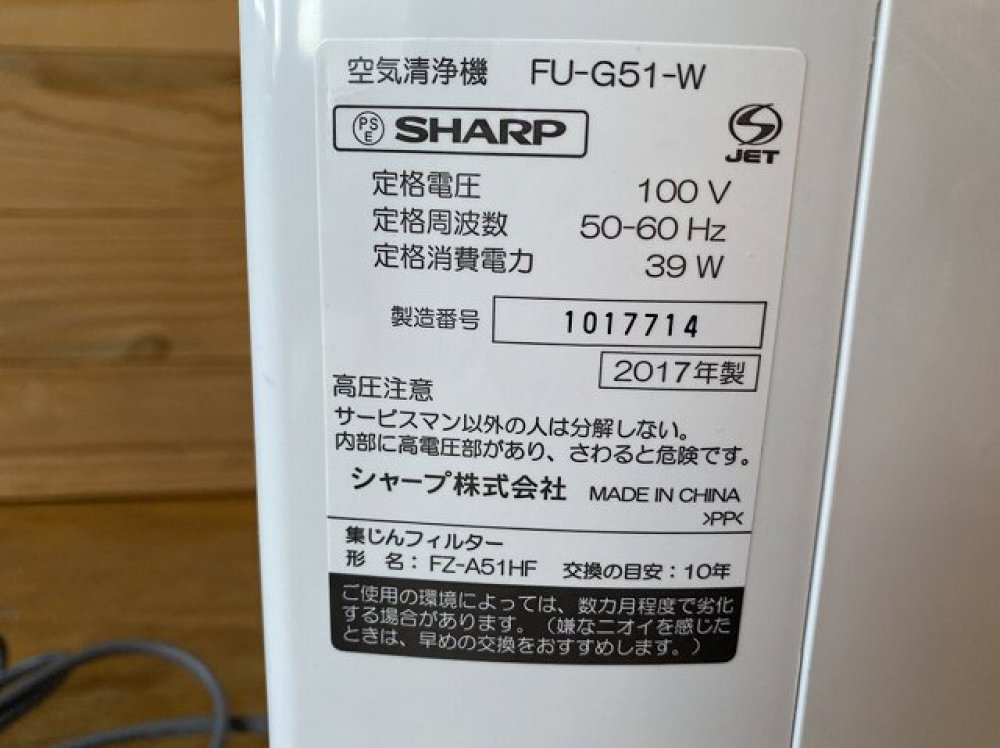 空気清浄機 FU-G51-W
PSE SHARP
JET
定格電圧 100 V
定格周波数 50-60 Hz
定格消費電力 39 W
製造番号 1017714
2017年製
高圧注意
サービスマン以外の人は分解しない。
内部に高電圧部があり、さわると危険です。
シャープ株式会社 MADE IN CHINA
>PP<
集じんフィルター
形 名：FZ-A51HF 交換の目安：10年
ご使用の環境によっては、数カ月程度で劣化
する場合があります。（嫌なニオイを感じた
ときは、早めの交換をおすすめします。）